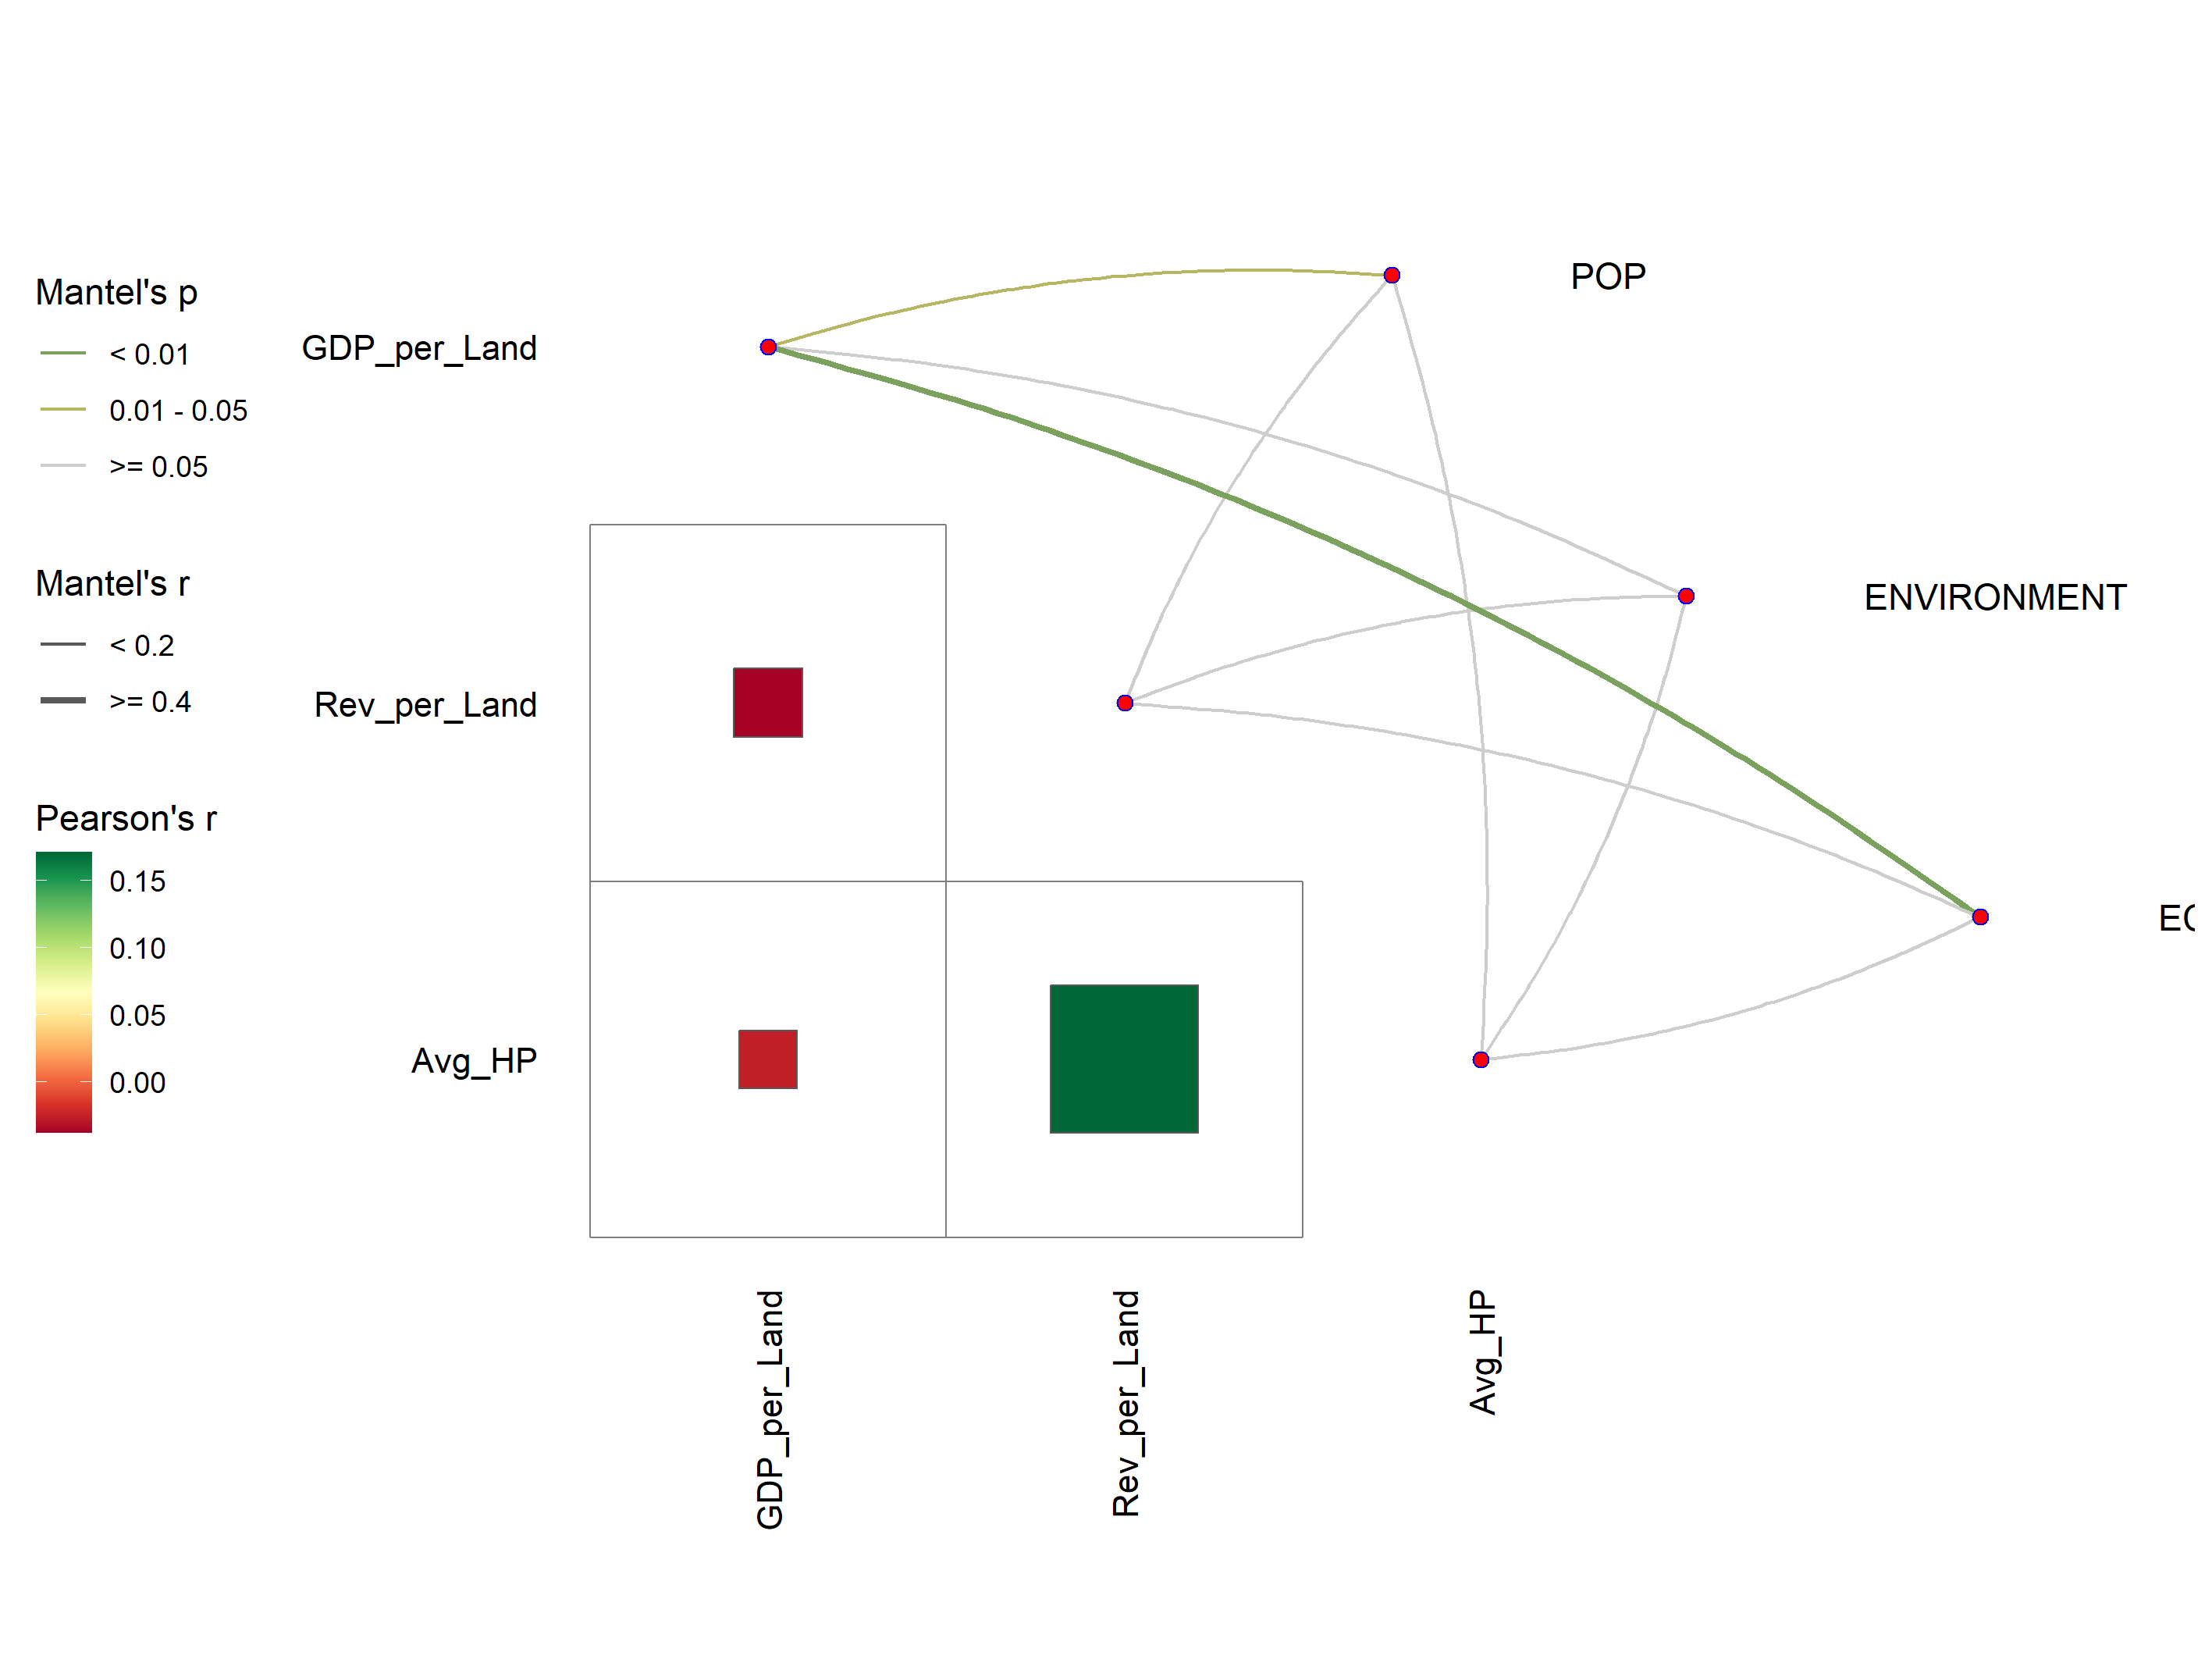 Mantel's p
< 0.01
0.01 - 0.05
>= 0.05
Mantel's r
< 0.2
>= 0.4
Pearson's r
0.15
0.10
0.05
0.00
GDP_per_Land
Rev_per_Land
Avg_HP
POP
ENVIRONMENT
GDP_per_Land
Rev_per_Land
Avg_HP